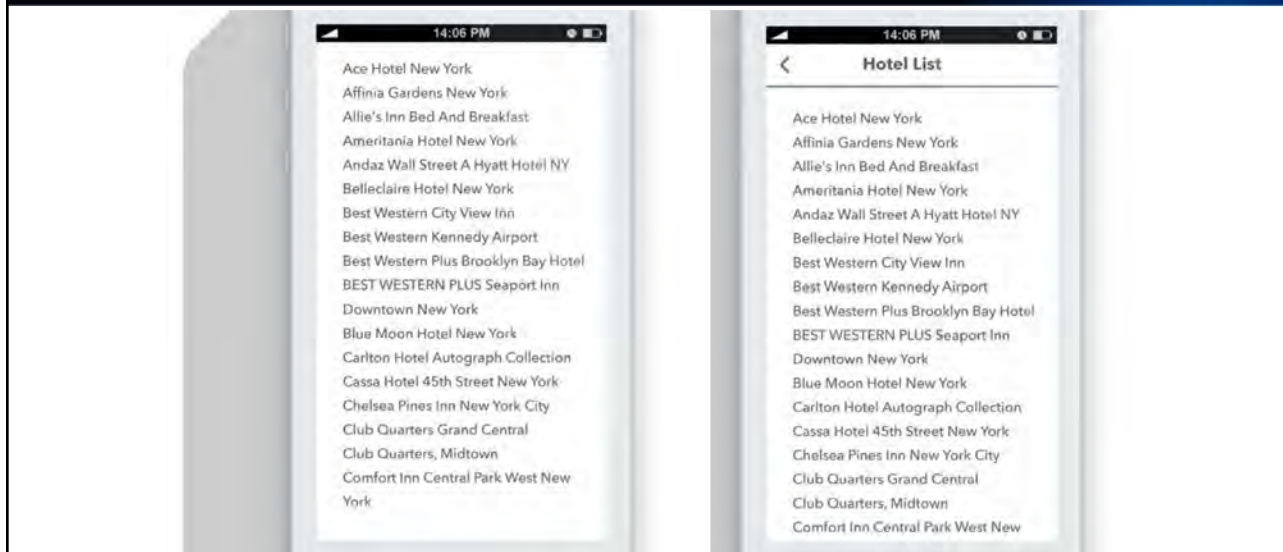 14:06 PM
Ace Hotel New York
Affinia Gardens New York
Allie's Inn Bed And Breakfast
Ameritania Hotel New York
Andaz Wall Street A Hyatt Hotel NY
Belleclaire Hotel New York
Best Western City View Inn
Best Western Kennedy Airport
Best Western Plus Brooklyn Bay Hotel
BEST WESTERN PLUS Seaport Inn
Downtown New York
Blue Moon Hotel New York
Carlton Hotel Autograph Collection
Cassa Hotel 45th Street New York
Chelsea Pines Inn New York City
Club Quarters Grand Central
Club Quarters, Midtown
Comfort Inn Central Park West New
York
14:06 PM
Hotel List
Ace Hotel New York
Affinia Gardens New York
Allie's Inn Bed And Breakfast
Ameritania Hotel New York
Andaz Wall Street A Hyatt Hotel NY
Belleclaire Hotel New York
Best Western City View Inn
Best Western Kennedy Airport
Best Western Plus Brooklyn Bay Hotel
BEST WESTERN PLUS Seaport Inn
Downtown New York
Blue Moon Hotel New York
Carlton Hotel Autograph Collection
Cassa Hotel 45th Street New York
Chelsea Pines Inn New York City
Club Quarters Grand Central
Club Quarters, Midtown
Comfort Inn Central Park West New